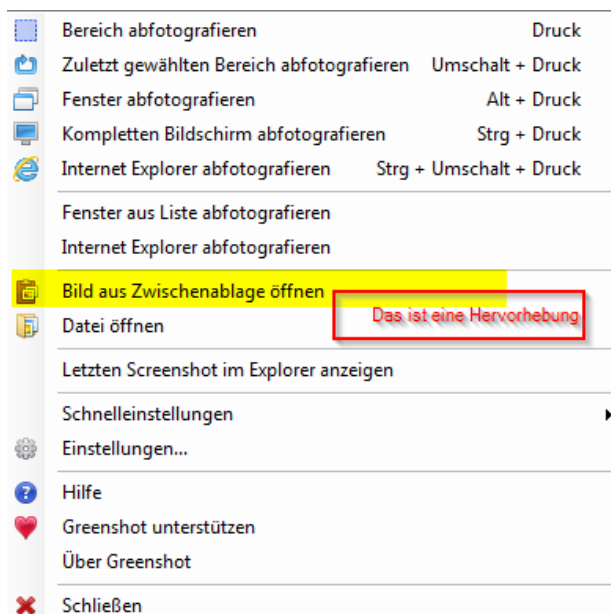 Bereich abfotografieren Druck
Zuletzt gewählten Bereich abfotografieren Umschalt + Druck
Fenster abfotografieren Alt + Druck
Kompletten Bildschirm abfotografieren Strg + Druck
Internet Explorer abfotografieren Strg + Umschalt + Druck
Fenster aus Liste abfotografieren
Internet Explorer abfotografieren
Bild aus Zwischenablage öffnen
Das ist eine Hervorhebung
Datei öffnen
Letzten Screenshot im Explorer anzeigen
Schnelleinstellungen
Einstellungen...
Hilfe
Greenshot unterstützen
Über Greenshot
Schließen